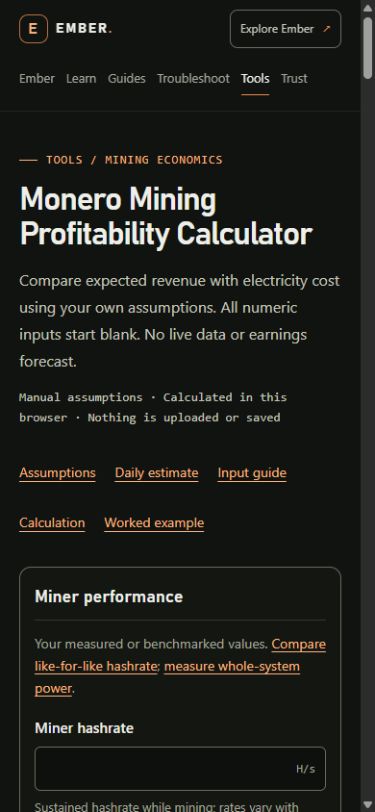 E EMBER.
Explore Ember ↗
Ember Learn Guides Troubleshoot Tools Trust
TOOLS / MINING ECONOMICS
Monero Mining
Profitability Calculator
Compare expected revenue with electricity cost
using your own assumptions. All numeric
inputs start blank. No live data or earnings
forecast.
Manual assumptions · Calculated in this
browser · Nothing is uploaded or saved
Assumptions Daily estimate Input guide
Calculation Worked example
Miner performance
Your measured or benchmarked values. Compare
like-for-like hashrate; measure whole-system
power.
Miner hashrate
H/s
Sustained hashrate while mining; rates vary with